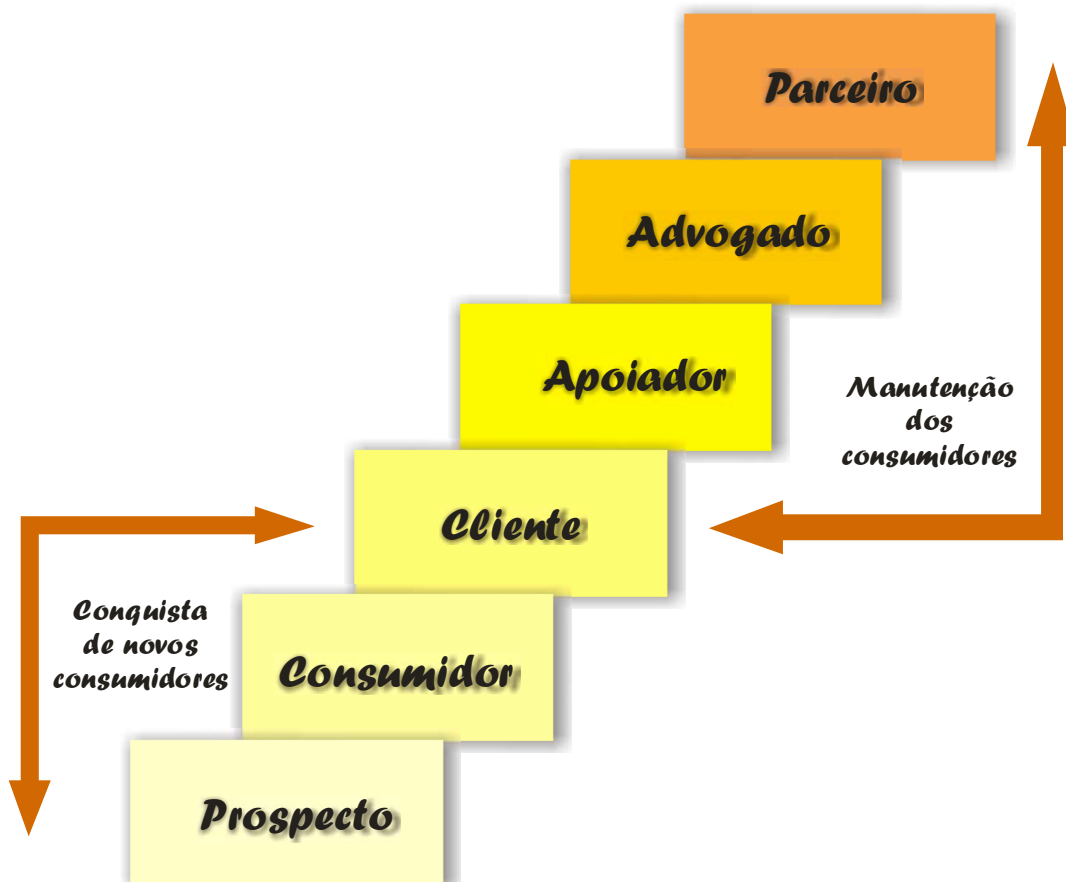 Parceiro
Advogado
Apoiador
Manutenção
dos
consumidores
Cliente
Conquista
de novos
consumidores
Consumidor
Prospecto